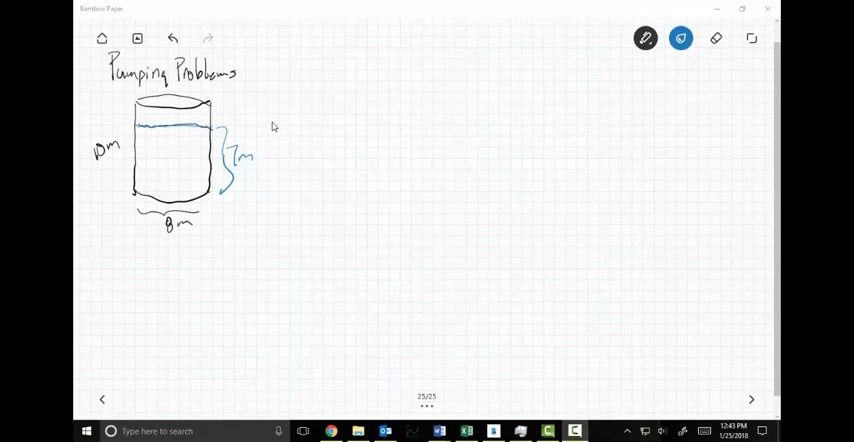 Bamboo Paper
Pumping Problems
10m
7m
8m
25/25
Type here to search
12:43 PM
1/25/2018